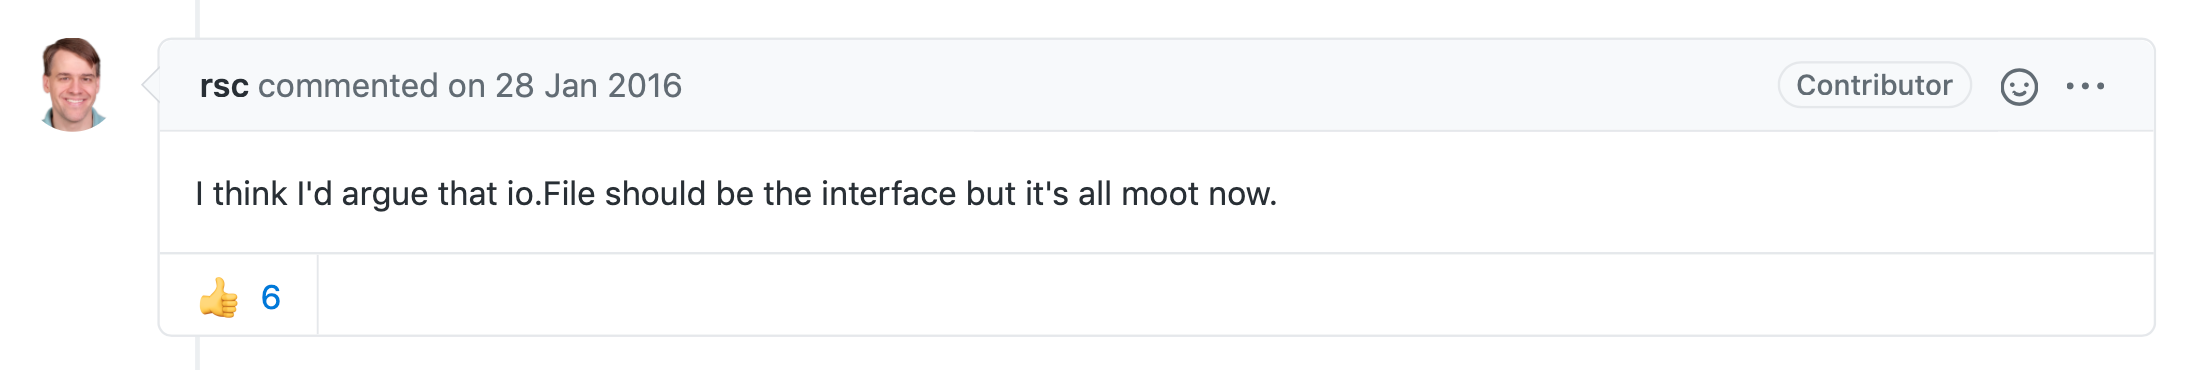 rsc commented on 28 Jan 2016 Contributor
I think I'd argue that io.File should be the interface but it's all moot now.
👍 6